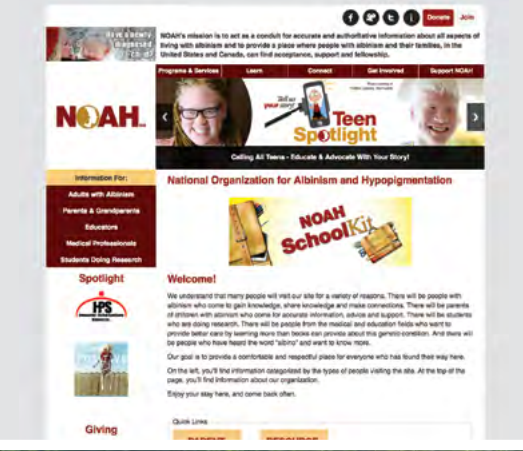 Donate Join
Have a newly
diagnosed
child?
NOAH's mission is to act as a conduit for accurate and authoritative information about all aspects of
living with albinism and to provide a place where people with albinism and their families, in the
United States and Canada, can find acceptance, support and fellowship.
Programs & Services Learn Connect Get Involved Support NOAH
NOAH
Tell us
your story!
Teen
Spotlight
Calling All Teens - Educate & Advocate With Your Story!
Information For:
Adults with Albinism
Parents & Grandparents
Educators
Medical Professionals
Students Doing Research
National Organization for Albinism and Hypopigmentation
NOAH
SchoolKit
Spotlight
HPS
Welcome!
We understand that many people will visit our site for a variety of reasons. There will be people with
albinism who come to gain knowledge, share knowledge and make connections. There will be parents
of children with albinism who come for accurate information, advice and support. There will be students
who are doing research. There will be people from the medical and education fields who want to
provide better care by learning more than books can provide about this genetic condition. And there will
be people who have heard the word "albino" and want to know more.
Our goal is to provide a comfortable and respectful place for everyone who has found their way here.
On the left, you'll find information categorized by the types of people visiting the site. At the top of the
page, you'll find information about our organization.
Enjoy your stay here, and come back often.
Giving
Quick Links
PARENT RESOURCE